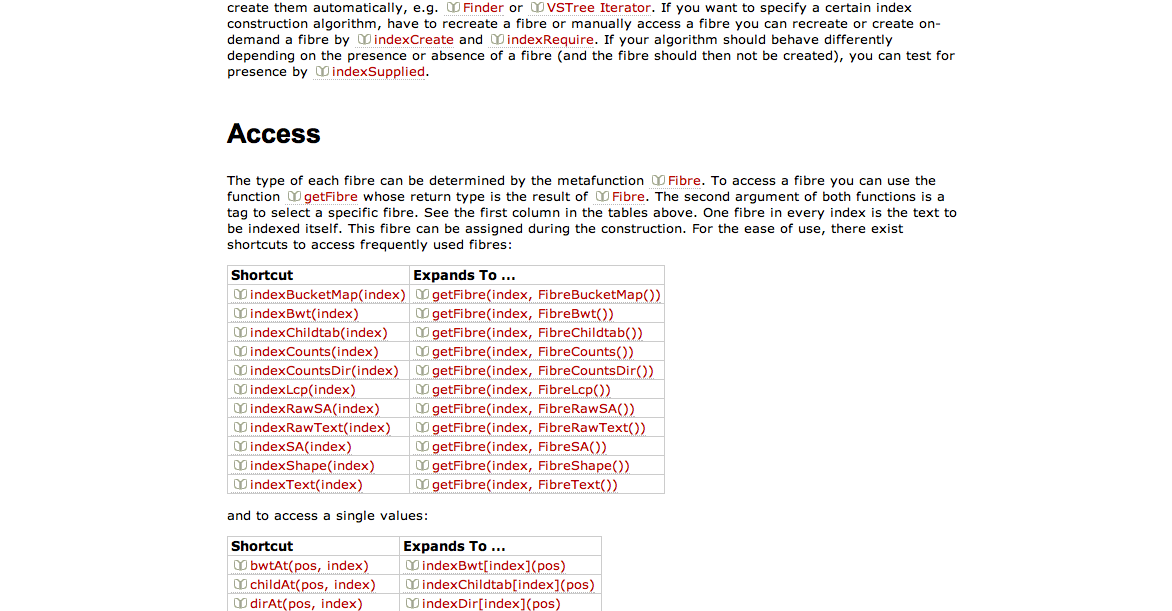 create them automatically, e.g. Finder or VSTree Iterator. If you want to specify a certain index
construction algorithm, have to recreate a fibre or manually access a fibre you can recreate or create on-
demand a fibre by indexCreate and indexRequire. If your algorithm should behave differently
depending on the presence or absence of a fibre (and the fibre should then not be created), you can test for
presence by indexSupplied.
Access
The type of each fibre can be determined by the metafunction Fibre. To access a fibre you can use the
function getFibre whose return type is the result of Fibre. The second argument of both functions is a
tag to select a specific fibre. See the first column in the tables above. One fibre in every index is the text to
be indexed itself. This fibre can be assigned during the construction. For the ease of use, there exist
shortcuts to access frequently used fibres:
Shortcut Expands To ...
indexBucketMap(index) getFibre(index, FibreBucketMap())
indexBwt(index) getFibre(index, FibreBwt())
indexChildtab(index) getFibre(index, FibreChildtab())
indexCounts(index) getFibre(index, FibreCounts())
indexCountsDir(index) getFibre(index, FibreCountsDir())
indexLcp(index) getFibre(index, FibreLcp())
indexRawSA(index) getFibre(index, FibreRawSA())
indexRawText(index) getFibre(index, FibreRawText())
indexSA(index) getFibre(index, FibreSA())
indexShape(index) getFibre(index, FibreShape())
indexText(index) getFibre(index, FibreText())
and to access a single values:
Shortcut Expands To ...
bwtAt(pos, index) indexBwt[index](pos)
childAt(pos, index) indexChildtab[index](pos)
dirAt(pos, index) indexDir[index](pos)